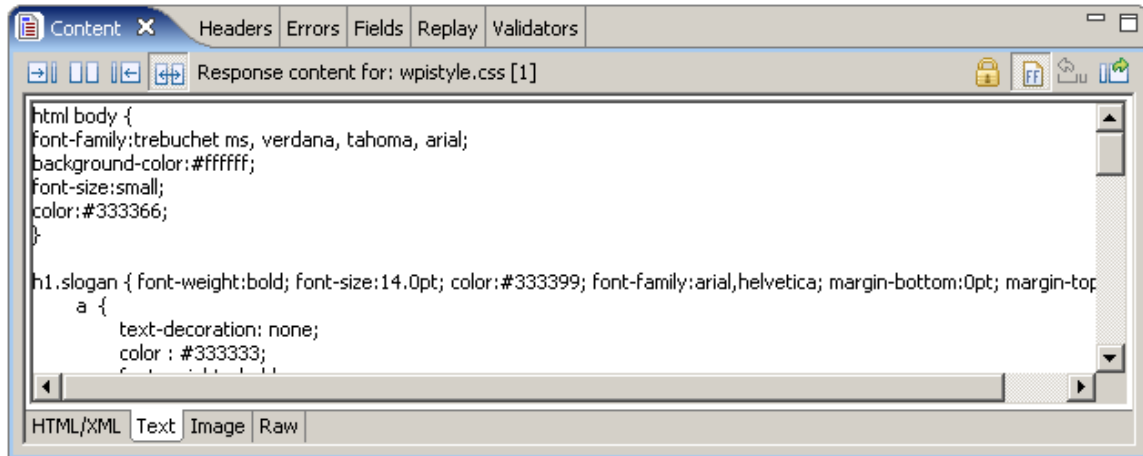 Content Headers Errors Fields Replay Validators
Response content for: wpistyle.css [1] FF
html body {
font-family:trebuchet ms, verdana, tahoma, arial;
background-color:#ffffff;
font-size:small;
color:#333366;
}
h1.slogan { font-weight:bold; font-size:14.0pt; color:#333399; font-family:arial,helvetica; margin-bottom:0pt; margin-top
a {
text-decoration: none;
color : #333333;
HTML/XML Text Image Raw